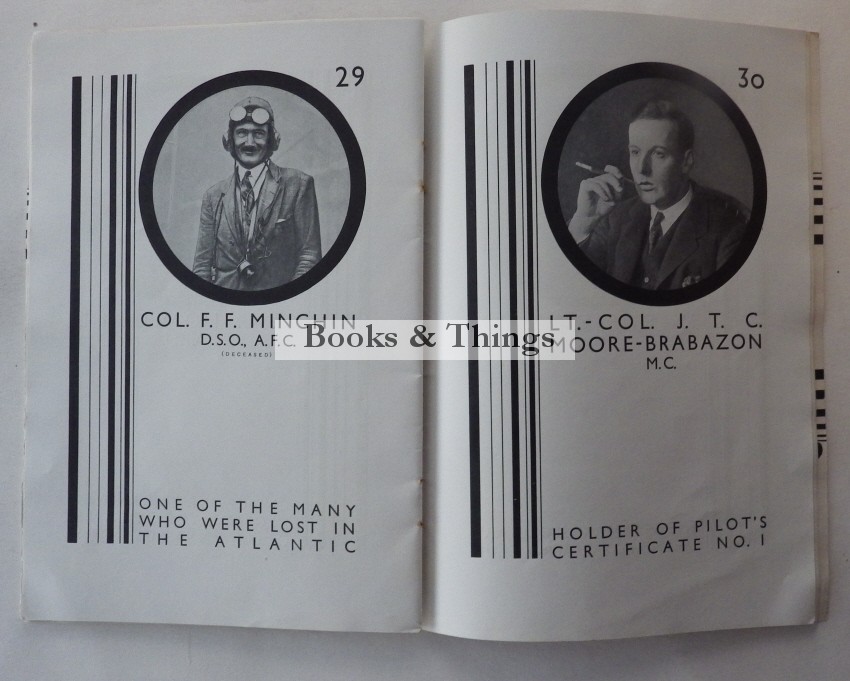 29
COL. F. F. MINCHIN
D.S.O., A.F.C.
(DECEASED)
ONE OF THE MANY
WHO WERE LOST IN
THE ATLANTIC
30
LT.-COL. J. T. C.
MOORE-BRABAZON
M.C.
HOLDER OF PILOT'S
CERTIFICATE NO. 1
Books & Things